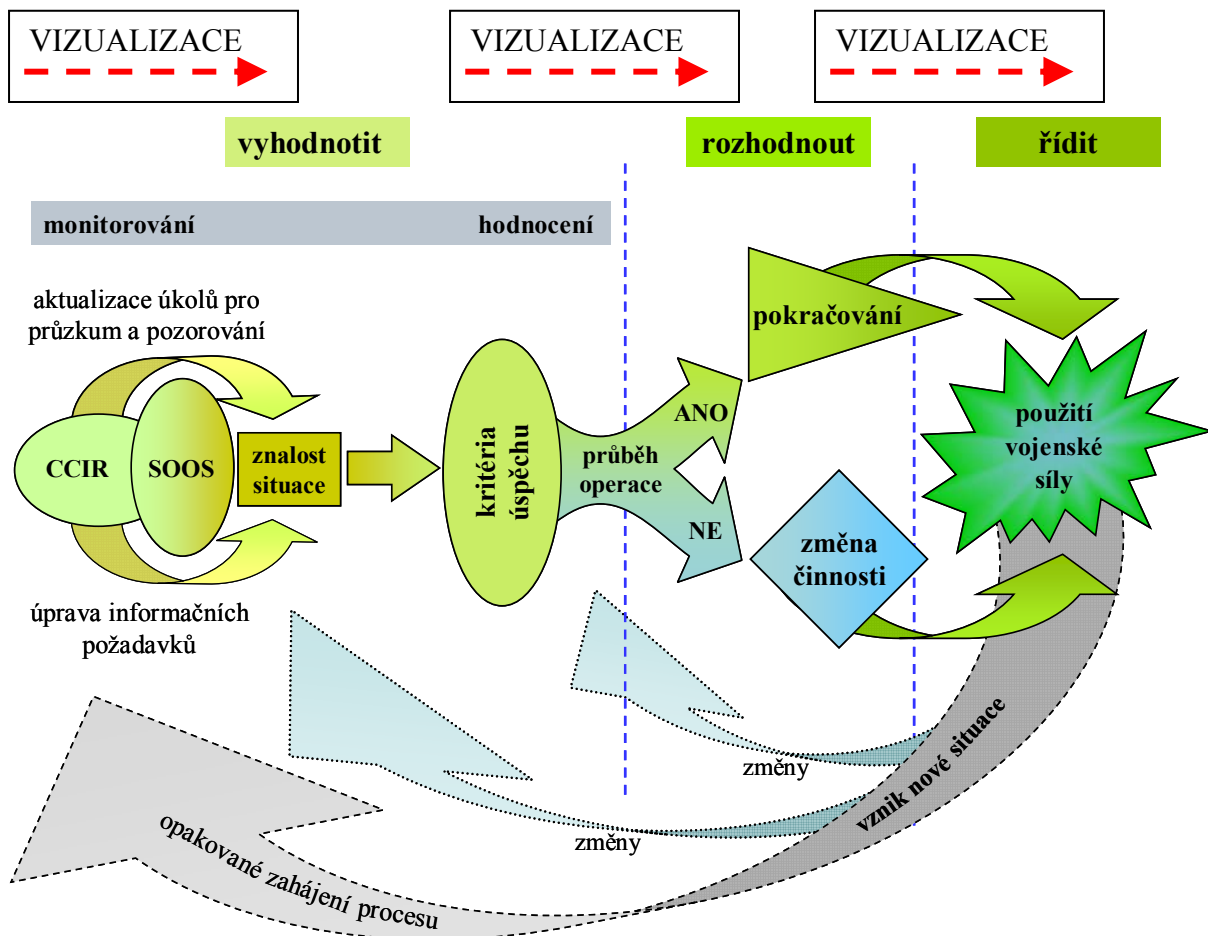 VIZUALIZACE
VIZUALIZACE
VIZUALIZACE
vyhodnotit
rozhodnout
řídit
monitorování
hodnocení
aktualizace úkolů pro
průzkum a pozorování
CCIR
SOOS
znalost
situace
kritéria
úspěchu
průběh
operace
ANO
NE
pokračování
změna
činnosti
použití
vojenské
síly
úprava informačních
požadavků
změny
změny
vznik nové situace
opakované zahájení procesu